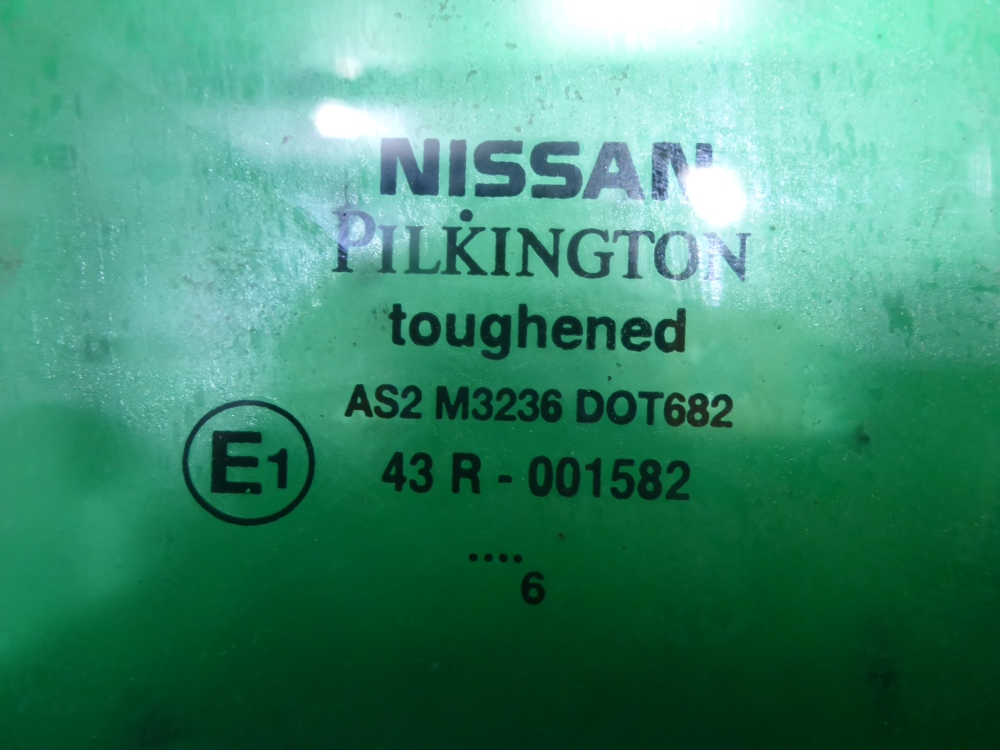 NISSAN
PILKINGTON
toughened
AS2 M3236 DOT682
E1 43 R - 001582
....
6